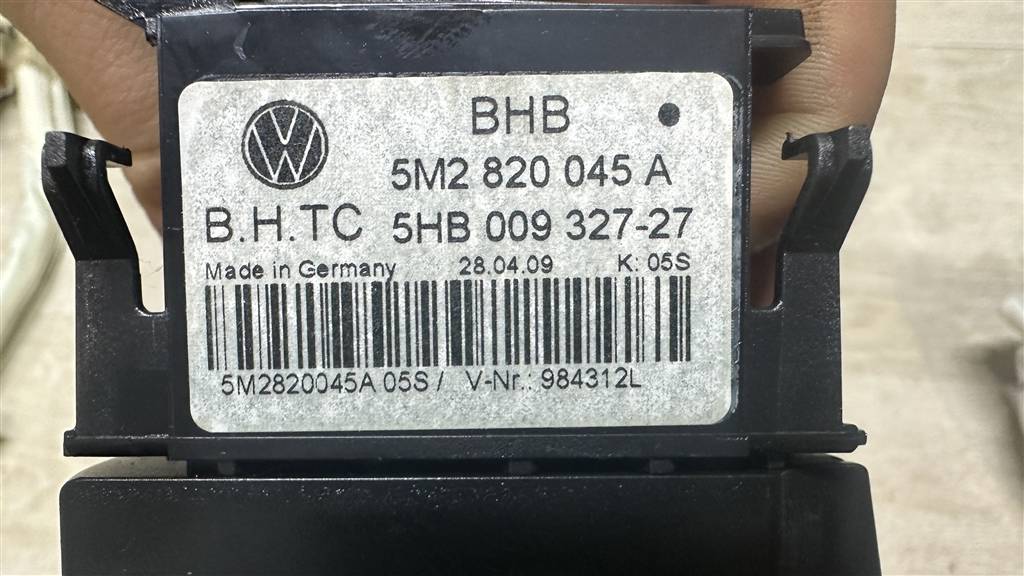 VW
BHB
5M2 820 045 A
B.H.TC 5HB 009 327-27
Made in Germany 28.04.09 K: 05S
5M2820045A 05S / V-Nr.: 984312L